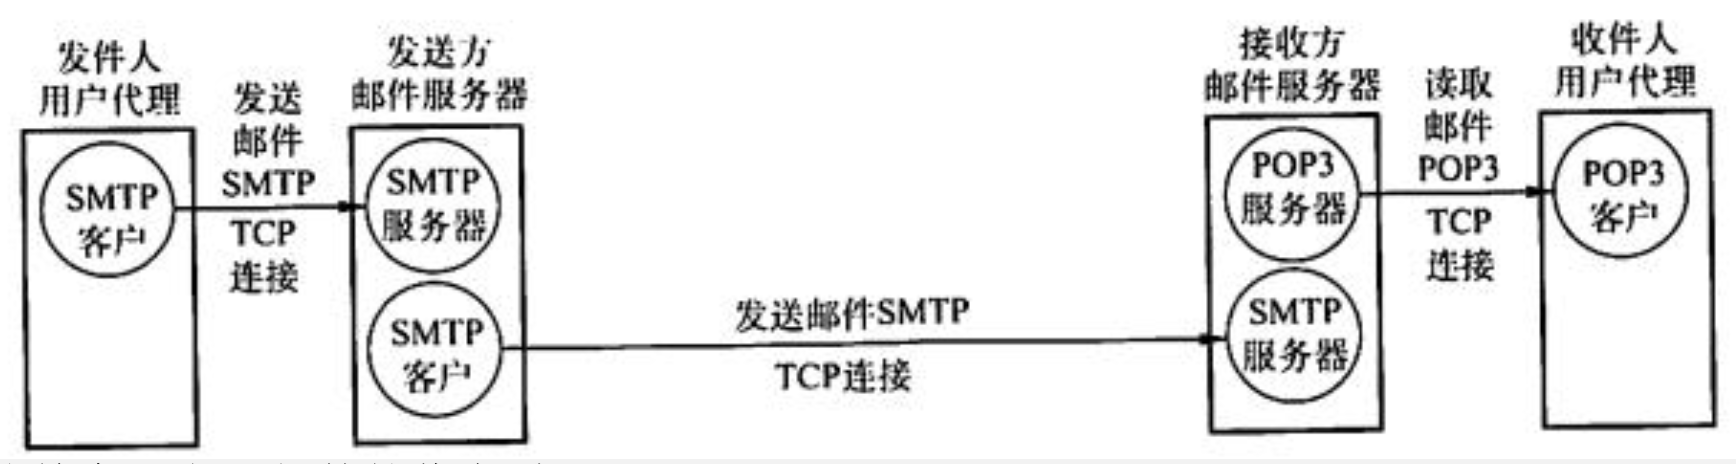 发件人
用户代理
SMTP
客户
发送
邮件
SMTP
TCP
连接
发送方
邮件服务器
SMTP
服务器
SMTP
客户
发送邮件SMTP
TCP连接
接收方
邮件服务器
POP3
服务器
SMTP
服务器
读取
邮件
POP3
TCP
连接
收件人
用户代理
POP3
客户